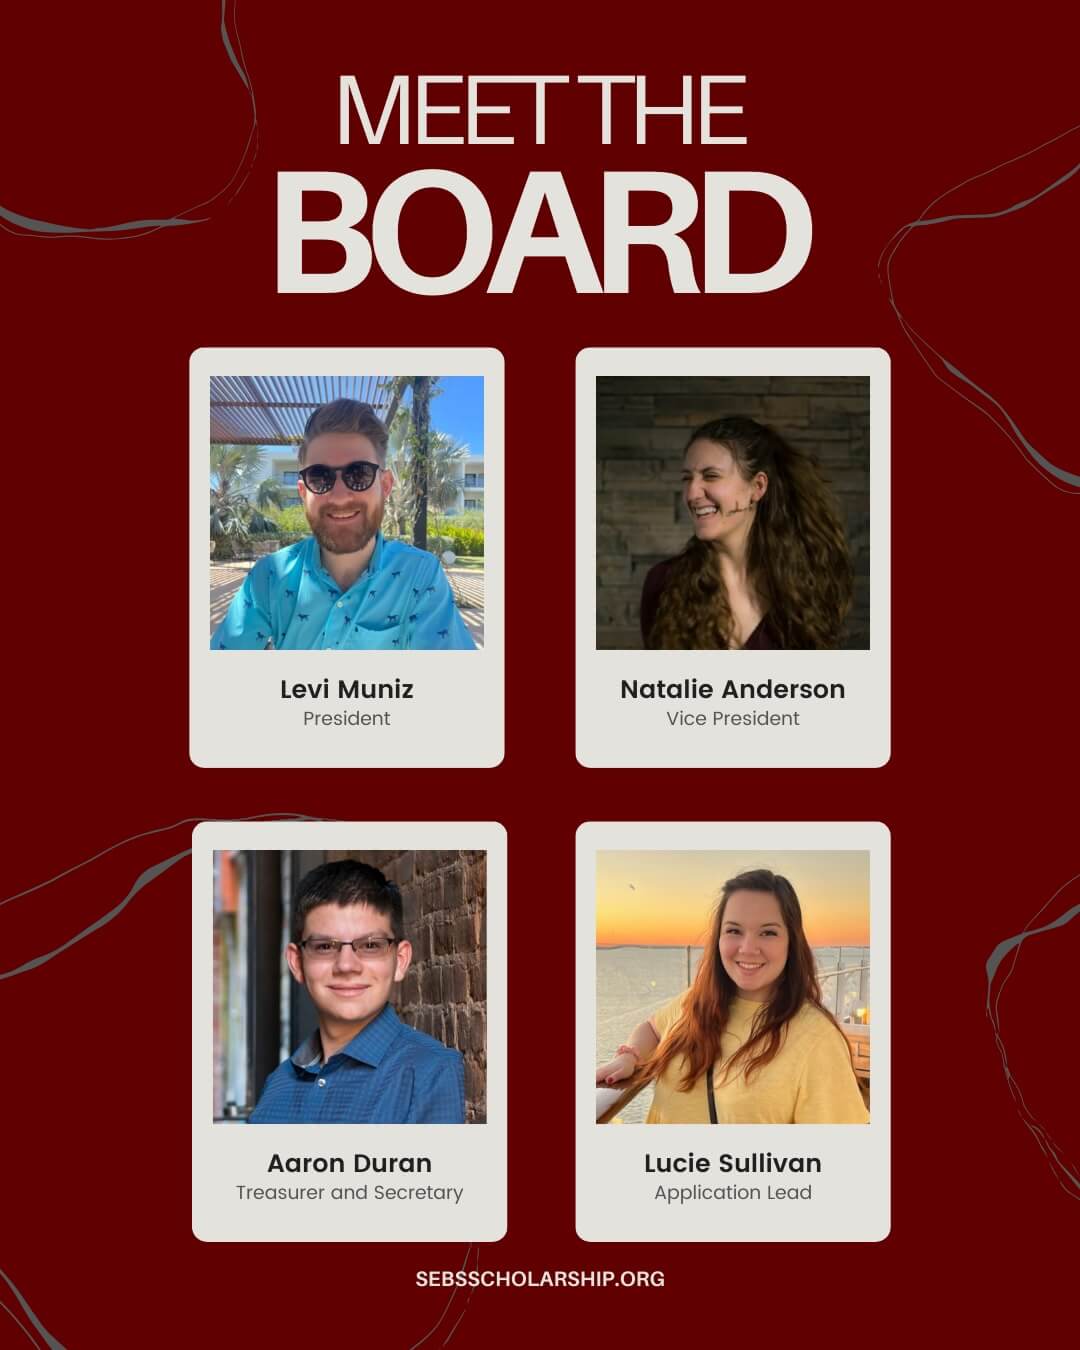 MEET THE
BOARD
Levi Muniz
President
Natalie Anderson
Vice President
Aaron Duran
Treasurer and Secretary
Lucie Sullivan
Application Lead
SEBSSCHOLARSHIP.ORG